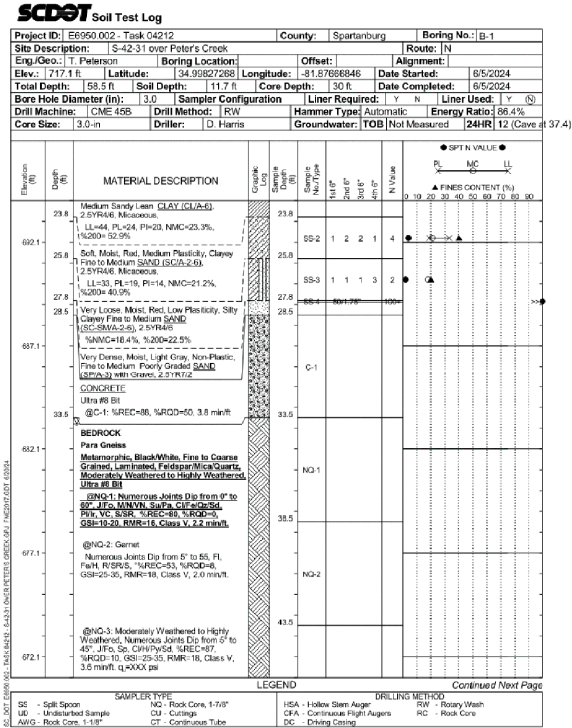 SCDOT Soil Test Log
Project ID: E6950.002 - Task 04212 County: Spartanburg Boring No.: B-1
Site Description: S-42-31 over Peter's Creek Route: N
Eng./Geo.: T. Peterson Boring Location: Offset: Alignment:
Elev.: 717.1 ft Latitude: 34.99827268 Longitude: -81.87666846 Date Started: 6/5/2024
Total Depth: 58.5 ft Soil Depth: 11.7 ft Core Depth: 30 ft Date Completed: 6/5/2024
Bore Hole Diameter (in): 3.0 Sampler Configuration Liner Required: Y N Liner Used: Y N
Drill Machine: CME 45B Drill Method: RW Hammer Type: Automatic Energy Ratio: 86.4%
Core Size: 3.0-in Driller: D. Harris Groundwater: TOB Not Measured 24HR 12 (Cave at 37.4)
Elevation (ft) Depth (ft) MATERIAL DESCRIPTION Graphic Log Sample Depth (ft) Sample No./Type 1st 6" 2nd 6" 3rd 6" 4th 6" N Value
● SPT N VALUE ●
PL MC LL
▲ FINES CONTENT (%)
0 10 20 30 40 50 60 70 80 90
Medium Sandy Lean CLAY (CL/A-6),
23.8 2.5YR4/6, Micaceous, 23.8
LL=44, PL=24, PI=20, NMC=23.3%,
%200= 52.9%
692.1 SS-2 1 2 2 1 4
25.8 Soft, Moist, Red, Medium Plasticity, Clayey 25.8
Fine to Medium SAND (SC/A-2-6),
2.5YR4/6, Micaceous,
LL=33, PL=19, PI=14, NMC=21.2%,
%200= 40.9%
SS-3 1 1 1 3 2
27.8 27.8
SS-4 50/1.75" 100+ >>
28.5 Very Loose, Moist, Red, Low Plasticity, Silty 28.5
Clayey Fine to Medium SAND
(SC-SM/A-2-6), 2.5YR4/6
%NMC=18.4%, %200=22.5%
687.1
Very Dense, Moist, Light Gray, Non-Plastic,
Fine to Medium Poorly Graded SAND
(SP/A-3) with Gravel, 2.5YR7/2
C-1
CONCRETE
Ultra #8 Bit
@C-1: %REC=88, %RQD=50, 3.8 min/ft
33.5 33.5
BEDROCK
Para Gneiss
682.1
Metamorphic, Black/White, Fine to Coarse
Grained, Laminated, Feldspar/Mica/Quartz,
Moderately Weathered to Highly Weathered,
Ultra #8 Bit
NQ-1
@NQ-1: Numerous Joints Dip from 0° to
60°, J/Fo, M/N/VN, Su/Pa, Cl/Fe/Qz/Sd,
Pl/Ir, VC, S/SR, %REC=80, %RQD=0,
GSI=10-20, RMR=16, Class V, 2.2 min/ft.
38.5
@NQ-2: Garnet
677.1
Numerous Joints Dip from 5° to 55, Fl,
Fe/H, R/SR/S, "%REC=53, %RQD=8,
GSI=25-35, RMR=18, Class V, 2.0 min/ft.
NQ-2
43.5
@NQ-3: Moderately Weathered to Highly
Weathered, Numerous Joints Dip from 5° to
45°, J/Fo, Sp, Cl/H/Py/Sd, %REC=87,
672.1 %RQD=10, GSI=25-35, RMR=18, Class V,
3.6 min/ft. q =XXX psi
LEGEND Continued Next Page
SAMPLER TYPE DRILLING METHOD
SS - Split Spoon NQ - Rock Core, 1-7/8" HSA - Hollow Stem Auger RW - Rotary Wash
UD - Undisturbed Sample CU - Cuttings CFA - Continuous Flight Augers RC - Rock Core
AWG - Rock Core, 1-1/8" CT - Continuous Tube DC - Driving Casing